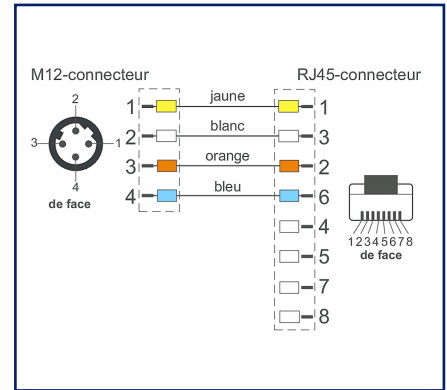 M12-connecteur
RJ45-connecteur
2
3
1
4
de face
1 jaune 1
2 blanc 3
3 orange 2
4 bleu 6
4
5
7
8
12345678
de face